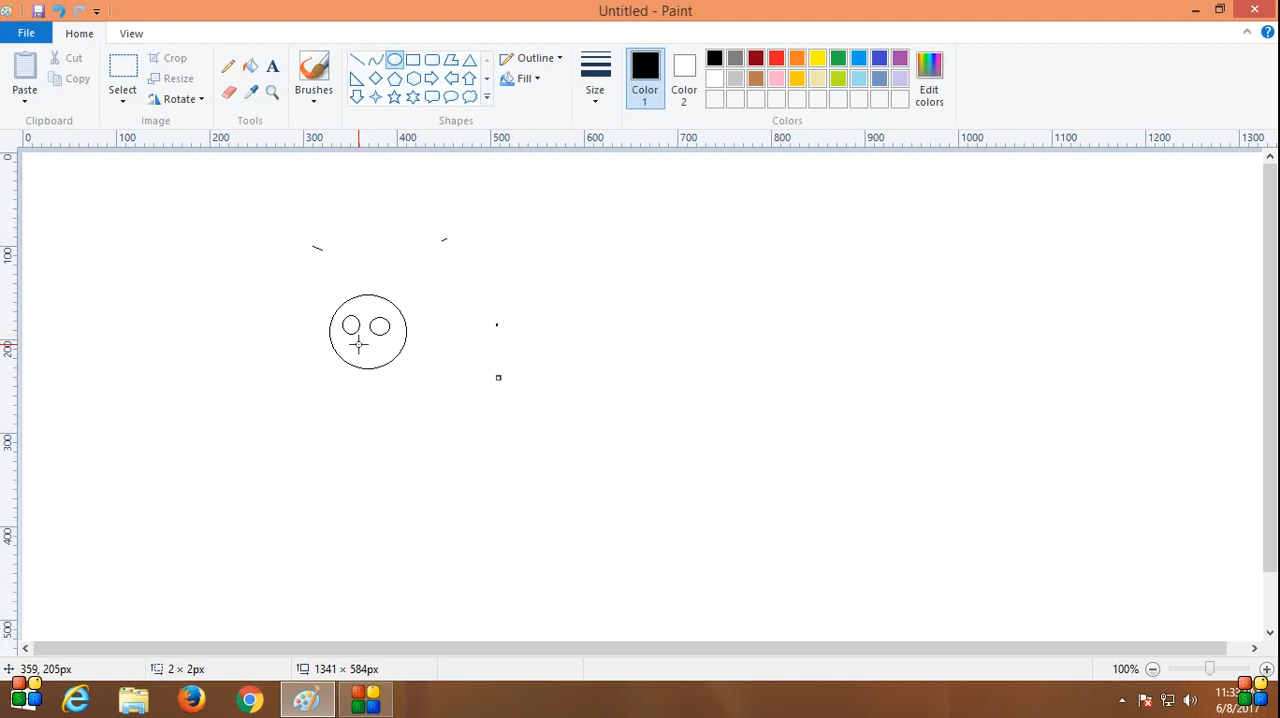 Untitled - Paint
File Home View
Paste
Cut
Copy
Clipboard
Select
Crop
Resize
Rotate
Image
A
Tools
Brushes
Outline
Fill
Shapes
Size
Color 1
Color 2
Edit colors
Colors
0 100 200 300 400 500 600 700 800 900 1000 1100 1200 1300
0
100
200
300
400
500
359, 205px 2 × 2px 1341 × 584px 100%
6/8/2017